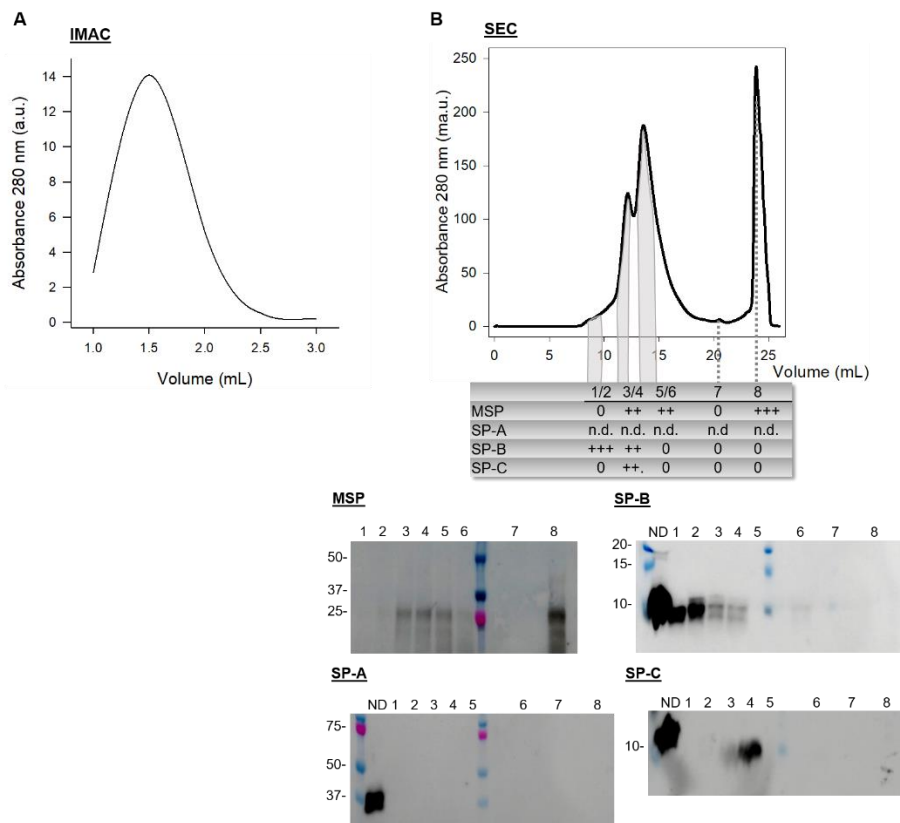 A
IMAC
Absorbance 280 nm (a.u.)
14
12
10
8
6
4
2
0
1.0 1.5 2.0 2.5 3.0
Volume (mL)
B
SEC
Absorbance 280 nm (ma.u.)
250
200
150
100
50
0
0 5 10 15 20 25
Volume (mL)
1/2 3/4 5/6 7 8
MSP 0 ++ ++ 0 +++
SP-A n.d. n.d. n.d. n.d n.d.
SP-B +++ ++ 0 0 0
SP-C 0 ++. 0 0 0
MSP
1 2 3 4 5 6 7 8
50-
37-
25-
SP-B
ND 1 2 3 4 5 6 7 8
20-
15-
10-
SP-A
ND 1 2 3 4 5 6 7 8
75-
50-
37-
SP-C
ND 1 2 3 4 5 6 7 8
10-